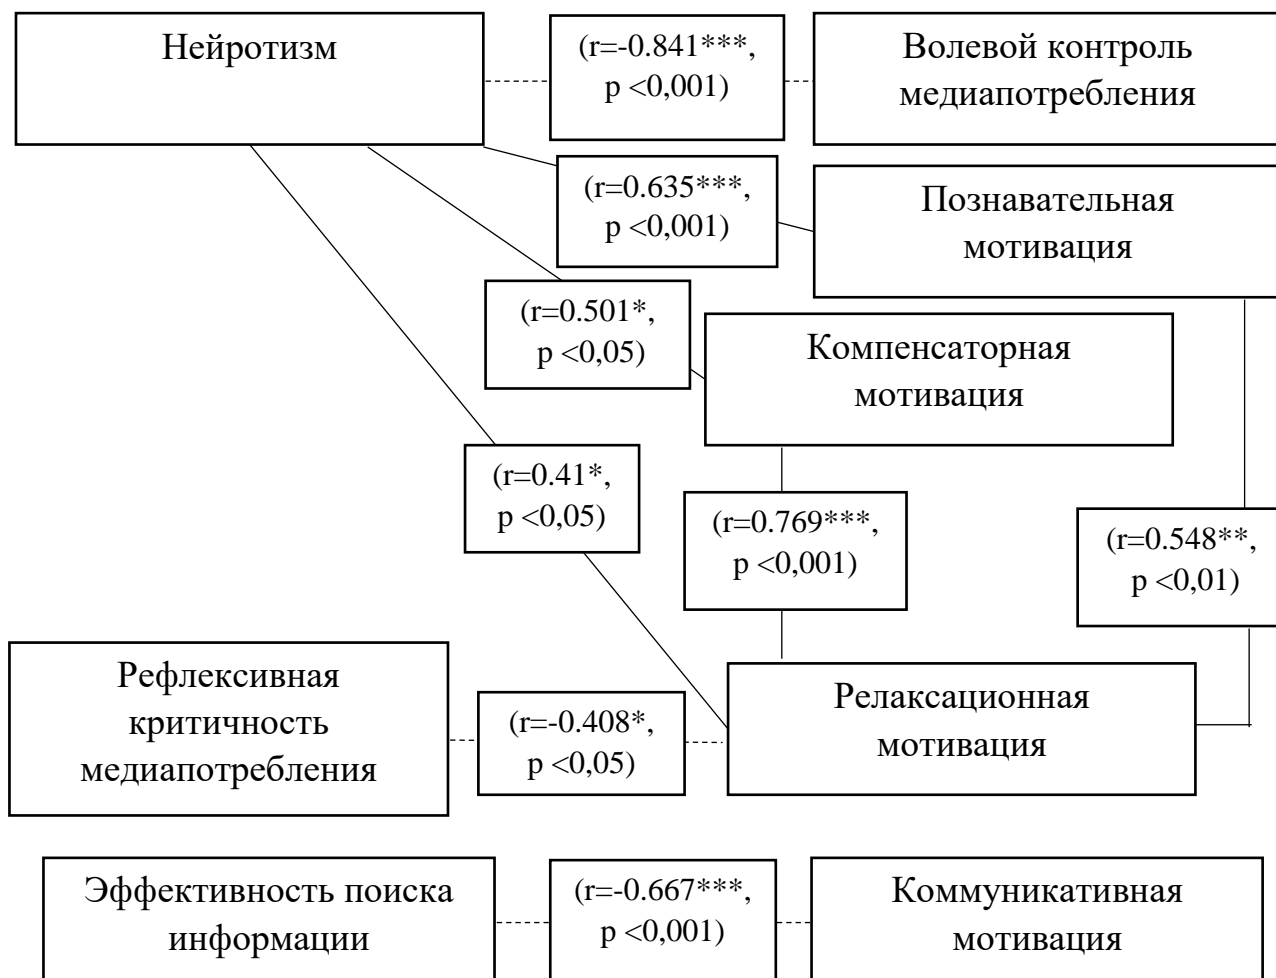 Нейротизм
(r=-0.841***,
p <0,001)
Волевой контроль
медиапотребления
(r=0.635***,
p <0,001)
Познавательная
мотивация
(r=0.501*,
p <0,05)
Компенсаторная
мотивация
(r=0.41*,
p <0,05)
(r=0.769***,
p <0,001)
(r=0.548**,
p <0,01)
Рефлексивная
критичность
медиапотребления
(r=-0.408*,
p <0,05)
Релаксационная
мотивация
Эффективность поиска
информации
(r=-0.667***,
p <0,001)
Коммуникативная
мотивация